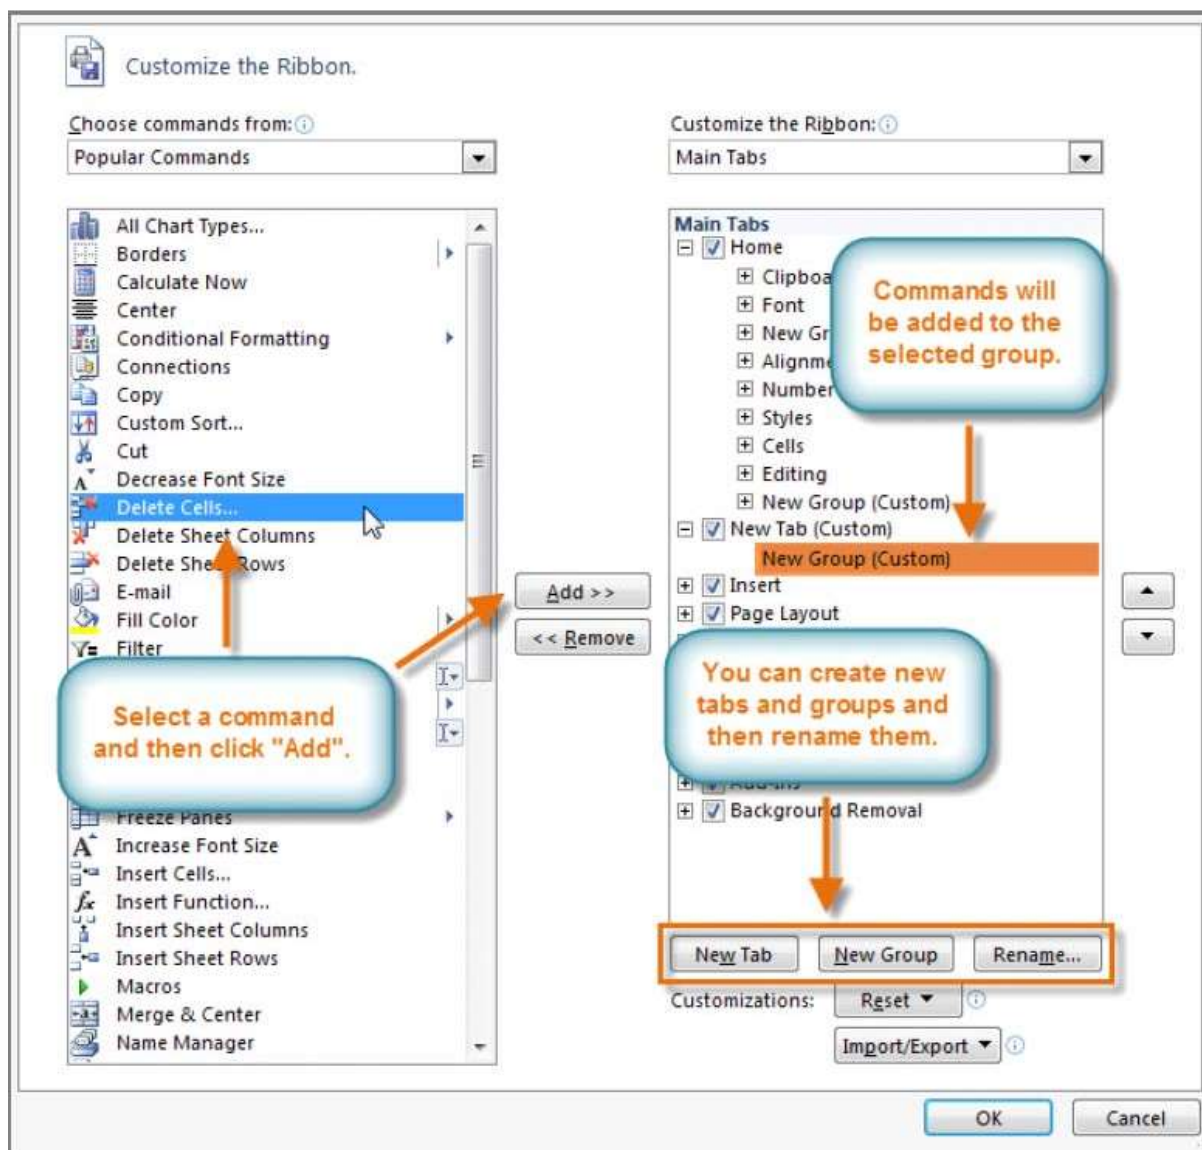 Customize the Ribbon.
Choose commands from:
Customize the Ribbon:
Popular Commands
Main Tabs
All Chart Types...
Borders
Calculate Now
Center
Conditional Formatting
Connections
Copy
Custom Sort...
Cut
Decrease Font Size
Delete Cells...
Delete Sheet Columns
Delete Sheet Rows
E-mail
Fill Color
Filter
Select a command
and then click "Add".
Freeze Panes
Increase Font Size
Insert Cells...
Insert Function...
Insert Sheet Columns
Insert Sheet Rows
Macros
Merge & Center
Name Manager
Add >>
<< Remove
Main Tabs
Home
Font
Number
Styles
Cells
Editing
New Group (Custom)
New Tab (Custom)
New Group (Custom)
Insert
Page Layout
Commands will
be added to the
selected group.
You can create new
tabs and groups and
then rename them.
Add-Ins
Background Removal
New Tab
New Group
Rename...
Customizations:
Reset
Import/Export
OK
Cancel